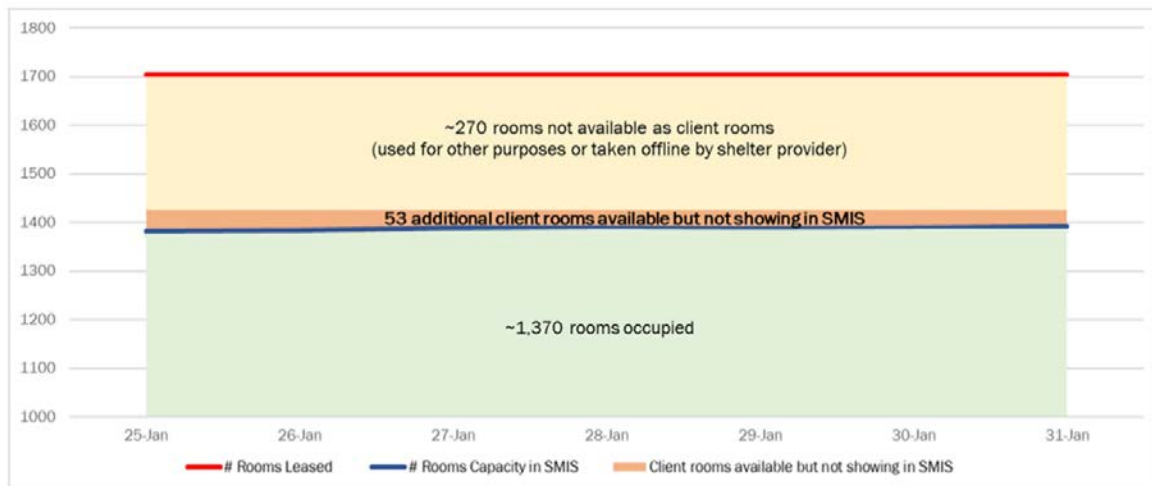 1800
1700
1600
1500
1400
1300
1200
1100
1000
~270 rooms not available as client rooms
(used for other purposes or taken offline by shelter provider)
53 additional client rooms available but not showing in SMIS
~1,370 rooms occupied
25-Jan 26-Jan 27-Jan 28-Jan 29-Jan 30-Jan 31-Jan
# Rooms Leased # Rooms Capacity in SMIS Client rooms available but not showing in SMIS